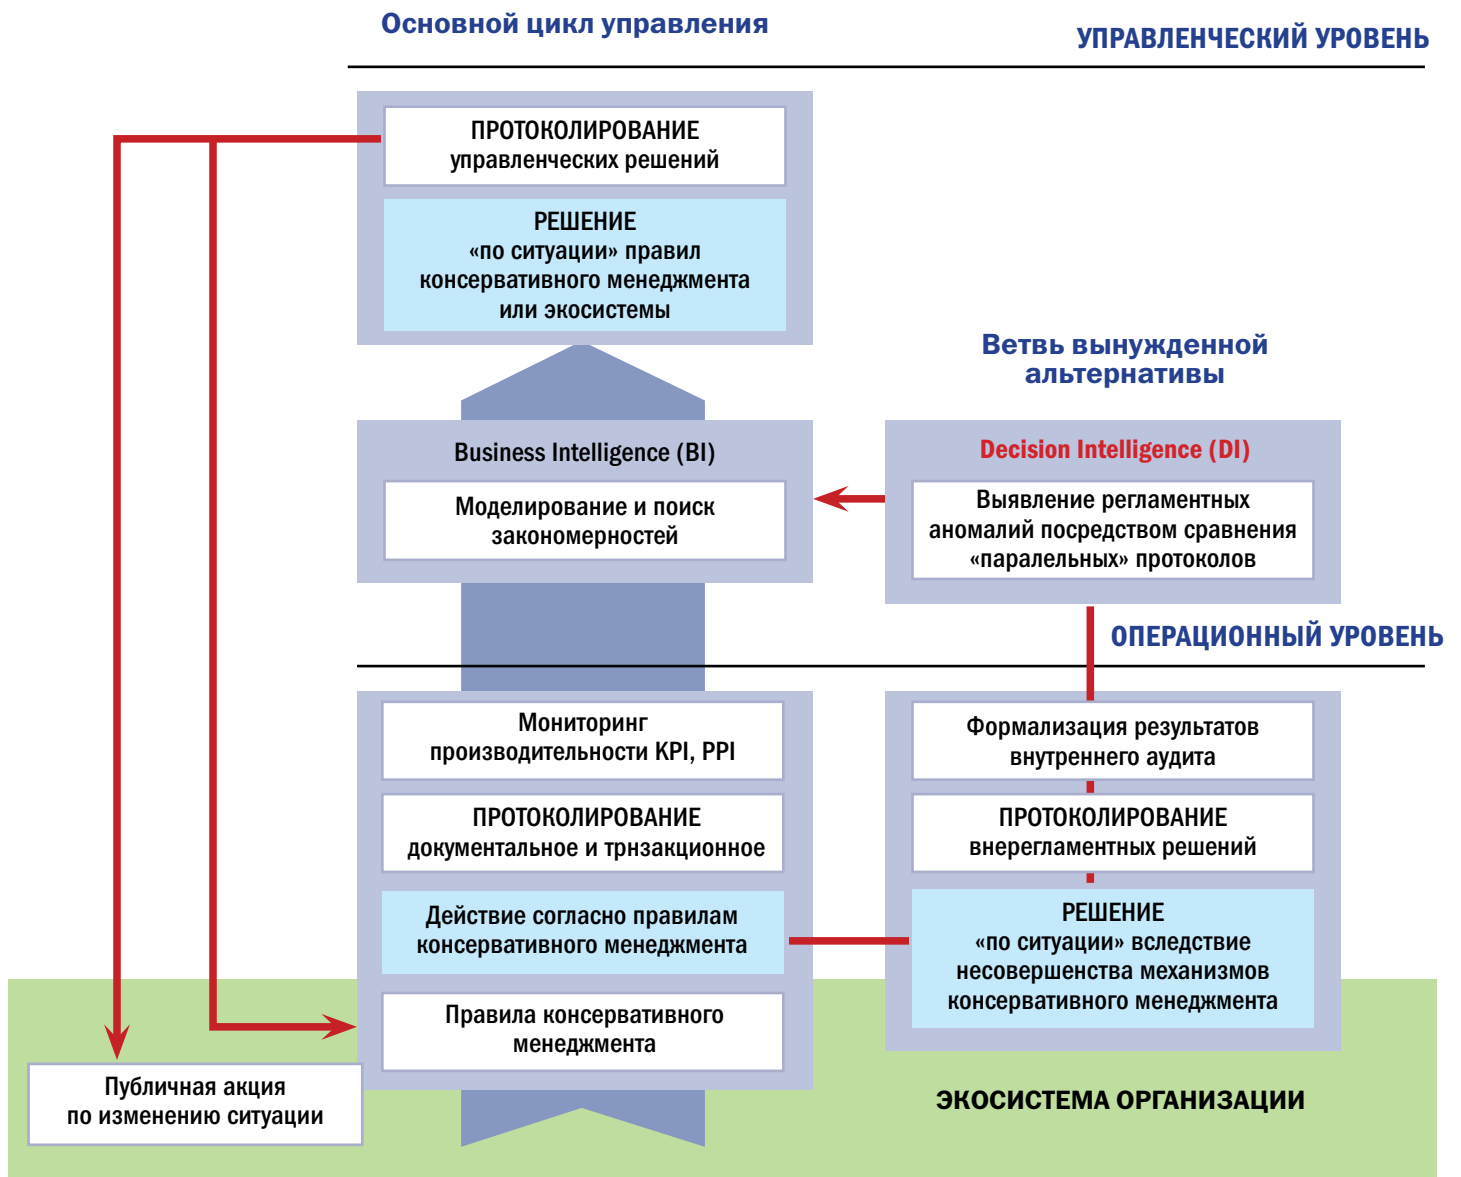 Основной цикл управления
УПРАВЛЕНЧЕСКИЙ УРОВЕНЬ
ПРОТОКОЛИРОВАНИЕ
управленческих решений
РЕШЕНИЕ
«по ситуации» правил
консервативного менеджмента
или экосистемы
Ветвь вынужденной
альтернативы
Business Intelligence (BI)
Моделирование и поиск
закономерностей
Decision Intelligence (DI)
Выявление регламентных
аномалий посредством сравнения
«паралельных» протоколов
ОПЕРАЦИОННЫЙ УРОВЕНЬ
Мониторинг
производительности KPI, PPI
ПРОТОКОЛИРОВАНИЕ
документальное и трнзакционное
Действие согласно правилам
консервативного менеджмента
Правила консервативного
менеджмента
Формализация результатов
внутреннего аудита
ПРОТОКОЛИРОВАНИЕ
внерегламентных решений
РЕШЕНИЕ
«по ситуации» вследствие
несовершенства механизмов
консервативного менеджмента
Публичная акция
по изменению ситуации
ЭКОСИСТЕМА ОРГАНИЗАЦИИ